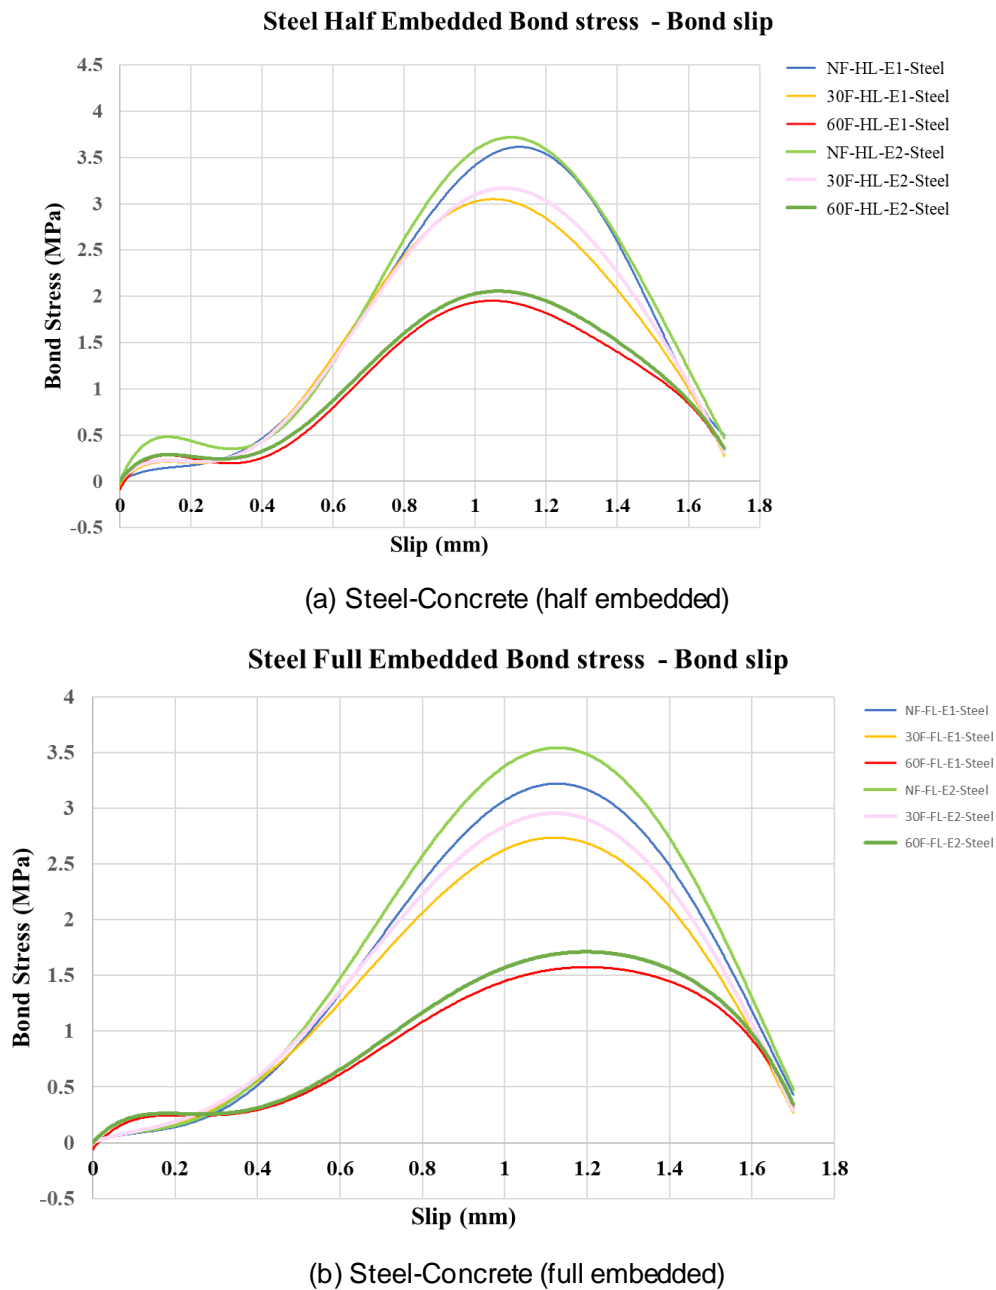 Steel Half Embedded Bond stress - Bond slip
4.5
4
3.5
3
2.5
2
1.5
1
0.5
0
-0.5
0 0.2 0.4 0.6 0.8 1 1.2 1.4 1.6 1.8
Bond Stress (MPa)
Slip (mm)
NF-HL-E1-Steel
30F-HL-E1-Steel
60F-HL-E1-Steel
NF-HL-E2-Steel
30F-HL-E2-Steel
60F-HL-E2-Steel
(a) Steel-Concrete (half embedded)
Steel Full Embedded Bond stress - Bond slip
4
3.5
3
2.5
2
1.5
1
0.5
0
-0.5
0 0.2 0.4 0.6 0.8 1 1.2 1.4 1.6 1.8
Bond Stress (MPa)
Slip (mm)
NF-FL-E1-Steel
30F-FL-E1-Steel
60F-FL-E1-Steel
NF-FL-E2-Steel
30F-FL-E2-Steel
60F-FL-E2-Steel
(b) Steel-Concrete (full embedded)